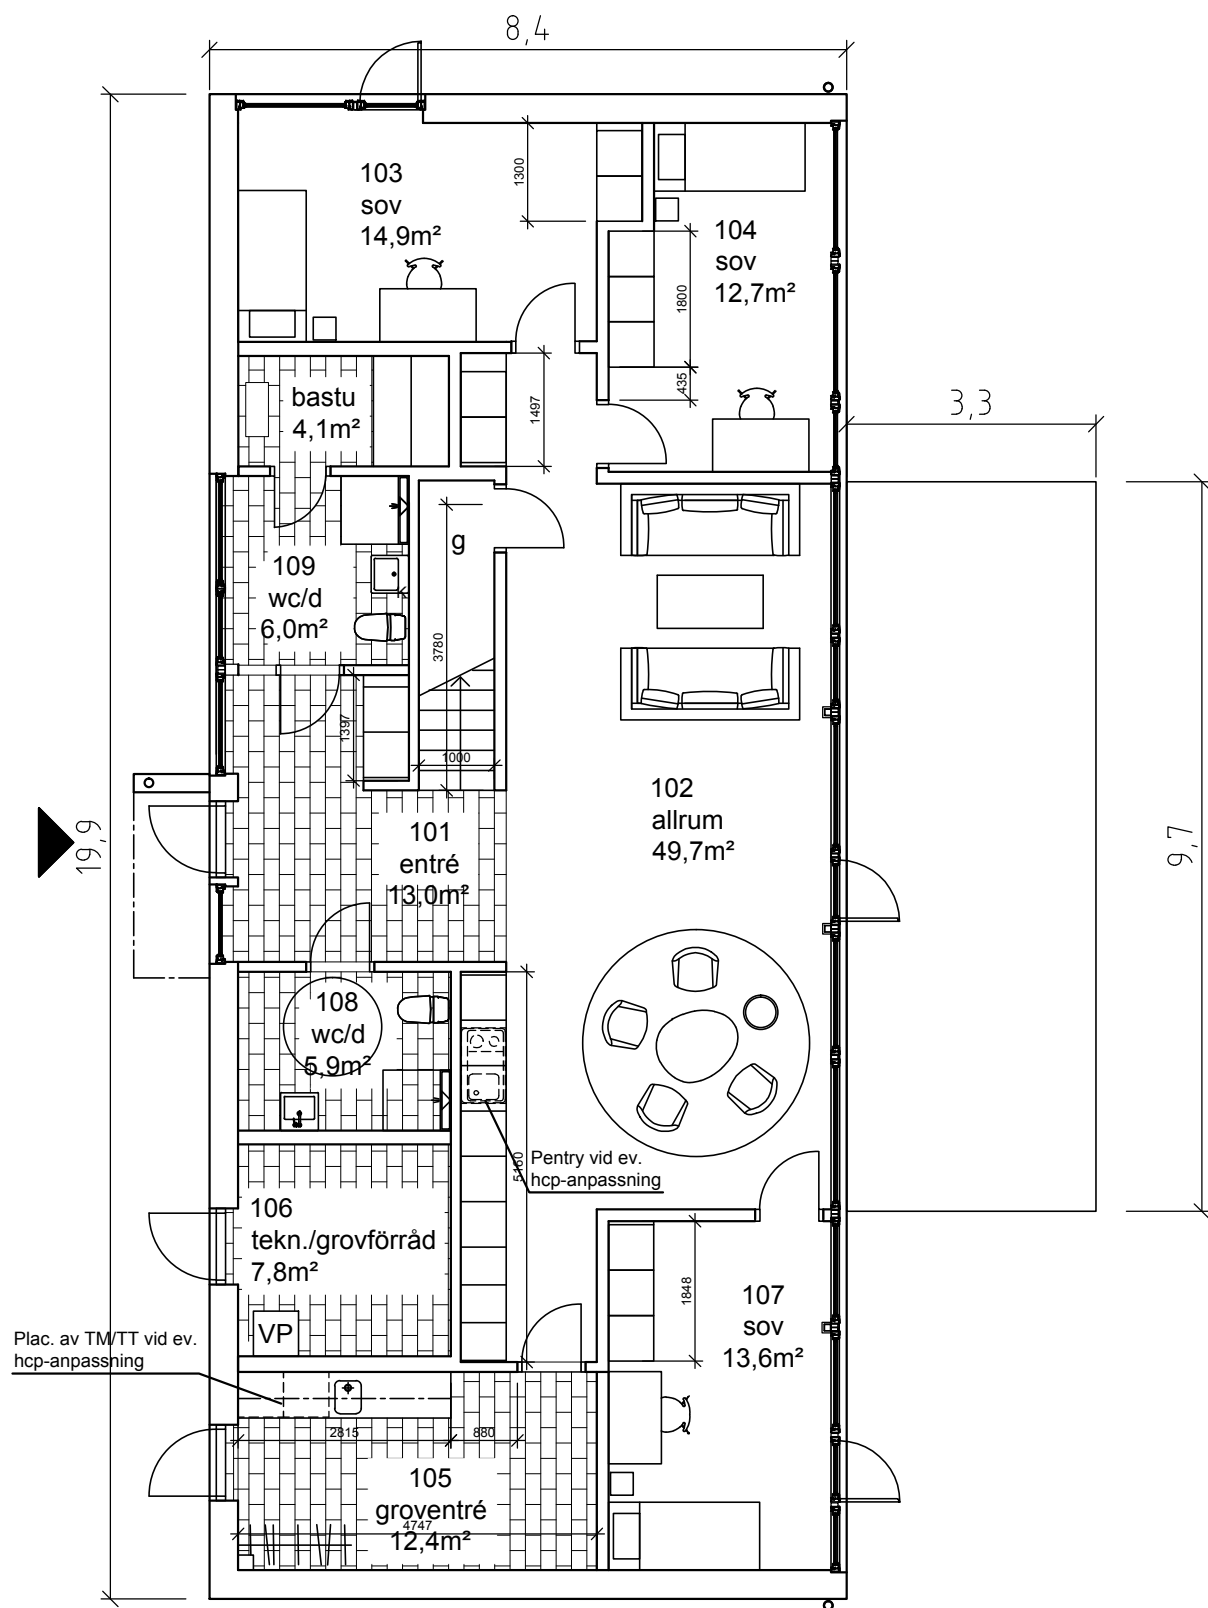 8,4
103
sov
14,9m²
1300
104
sov
12,7m²
1800
435
bastu
4,1m²
1497
3,3
g
109
wc/d
6,0m²
3780
1397
1000
102
allrum
49,7m²
101
entré
13,0m²
19,9
9,7
108
wc/d
5,9m²
Pentry vid ev.
hcp-anpassning
5160
106
tekn./grovförråd
7,8m²
VP
1848
107
sov
13,6m²
Plac. av TM/TT vid ev.
hcp-anpassning
2815
880
105
groventré
4747
12,4m²